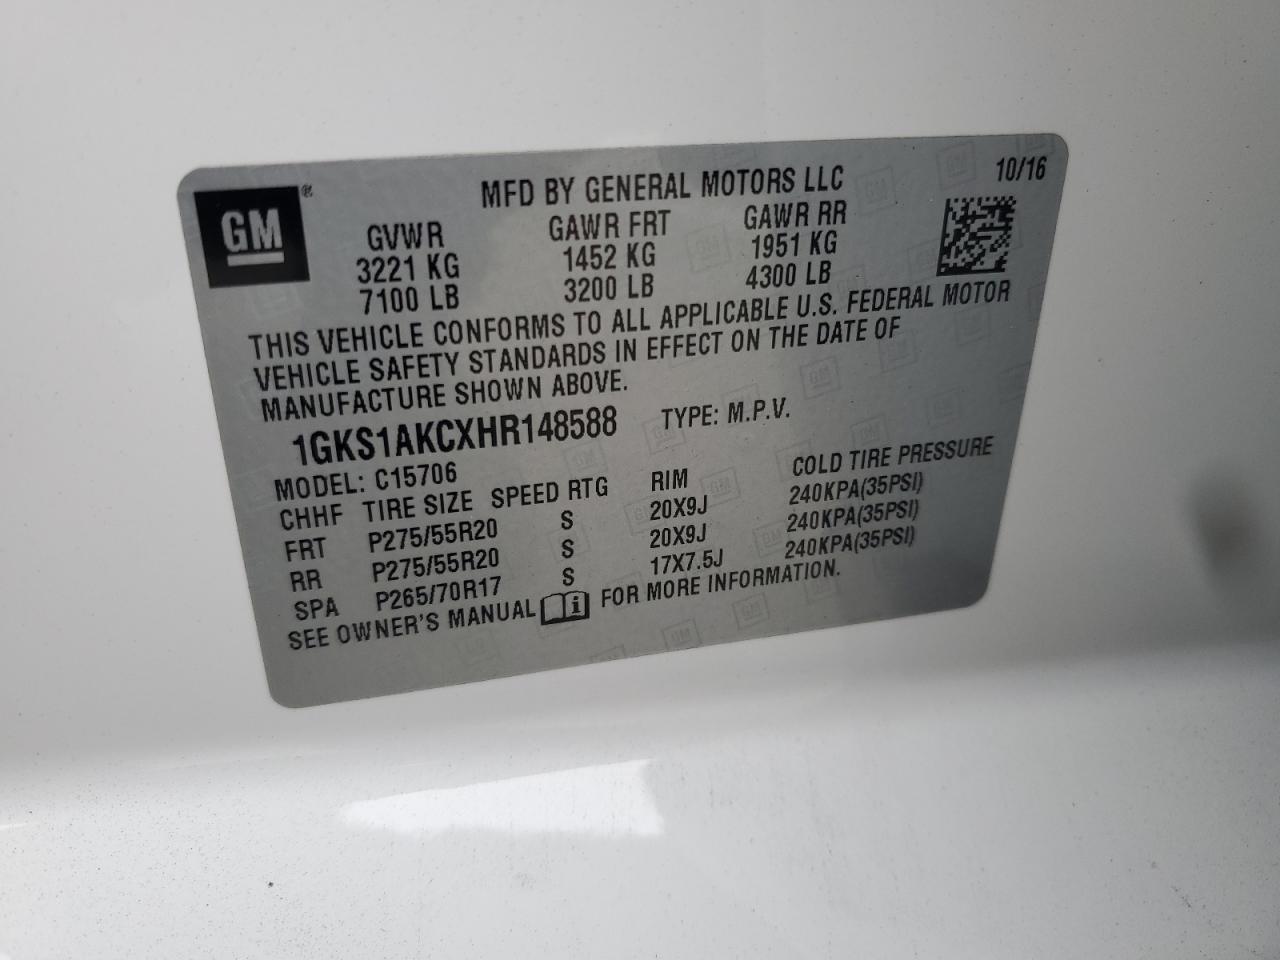 GM ®
MFD BY GENERAL MOTORS LLC 10/16
GVWR GAWR FRT GAWR RR
3221 KG 1452 KG 1951 KG
7100 LB 3200 LB 4300 LB
THIS VEHICLE CONFORMS TO ALL APPLICABLE U.S. FEDERAL MOTOR
VEHICLE SAFETY STANDARDS IN EFFECT ON THE DATE OF
MANUFACTURE SHOWN ABOVE.
1GKS1AKCXHR148588 TYPE: M.P.V.
MODEL: C15706
CHHF TIRE SIZE SPEED RTG RIM COLD TIRE PRESSURE
FRT P275/55R20 S 20X9J 240KPA(35PSI)
RR P275/55R20 S 20X9J 240KPA(35PSI)
SPA P265/70R17 S 17X7.5J 240KPA(35PSI)
SEE OWNER'S MANUAL i FOR MORE INFORMATION.